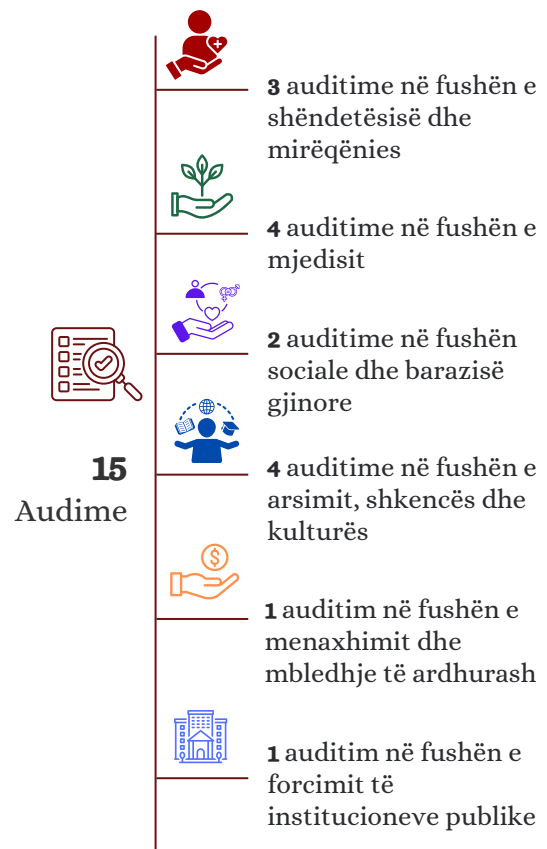 3 auditime në fushën e
shëndetësisë dhe
mirëqënies
4 auditime në fushën e
mjedisit
2 auditime në fushën
sociale dhe barazisë
gjinore
15
Audime
4 auditime në fushën e
arsimit, shkencës dhe
kulturës
1 auditim në fushën e
menaxhimit dhe
mbledhje të ardhurash
1 auditim në fushën e
forcimit të
institucioneve publike